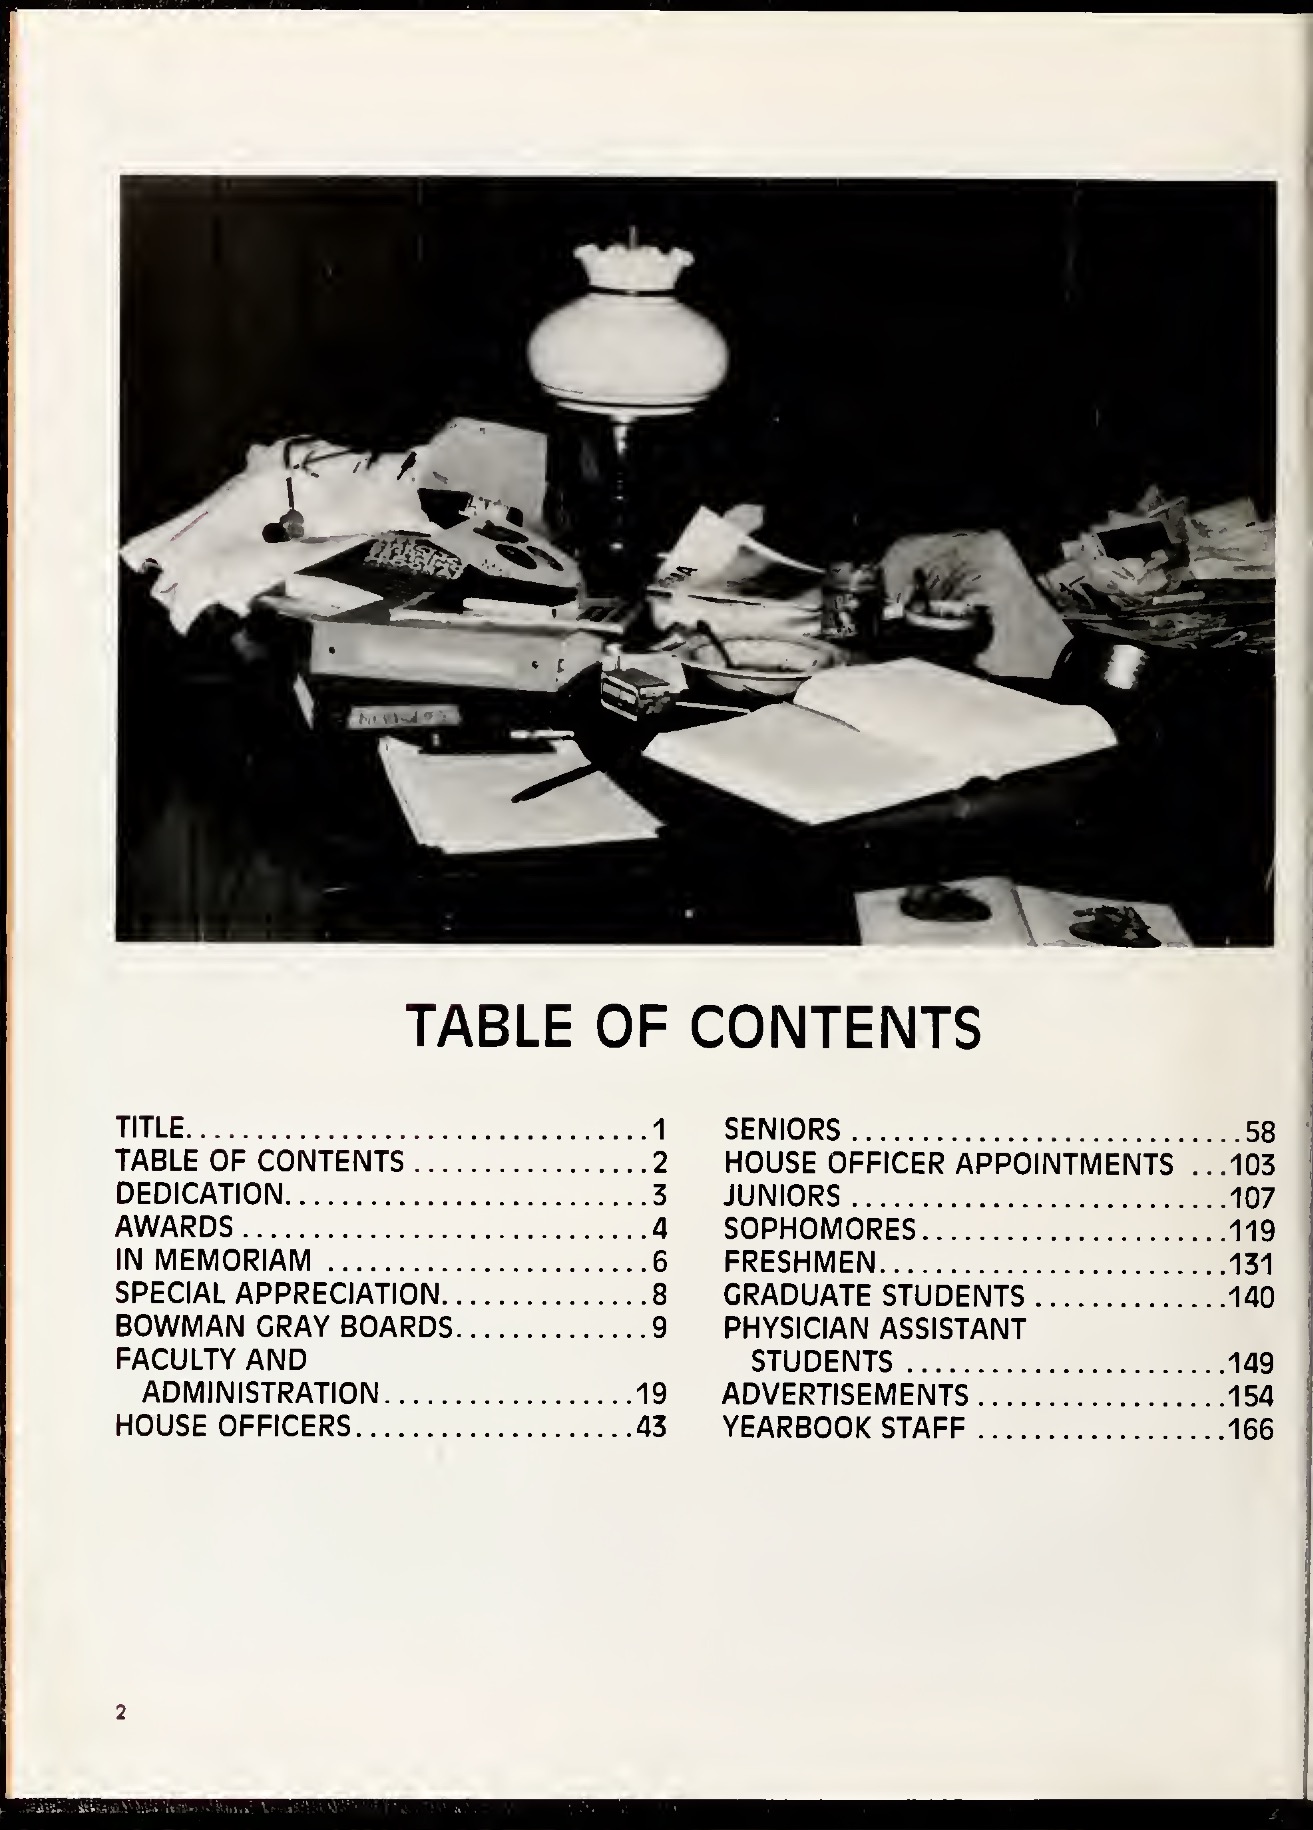 TABLE OF CONTENTS
TITLE.................................1
TABLE OF CONTENTS.................2
DEDICATION..........................3
AWARDS.............................4
IN MEMORIAM .......................6
SPECIAL APPRECIATION...............8
BOWMAN GRAY BOARDS..............9
FACULTY AND
ADMINISTRATION..................19
HOUSE OFFICERS....................43
SENIORS ............................58
HOUSE OFFICER APPOINTMENTS ...103
JUNIORS ...........................107
SOPHOMORES......................119
FRESHMEN.........................131
GRADUATE STUDENTS ..............140
PHYSICIAN ASSISTANT
STUDENTS .......................149
ADVERTISEMENTS..................154
YEARBOOK STAFF ..................166
2